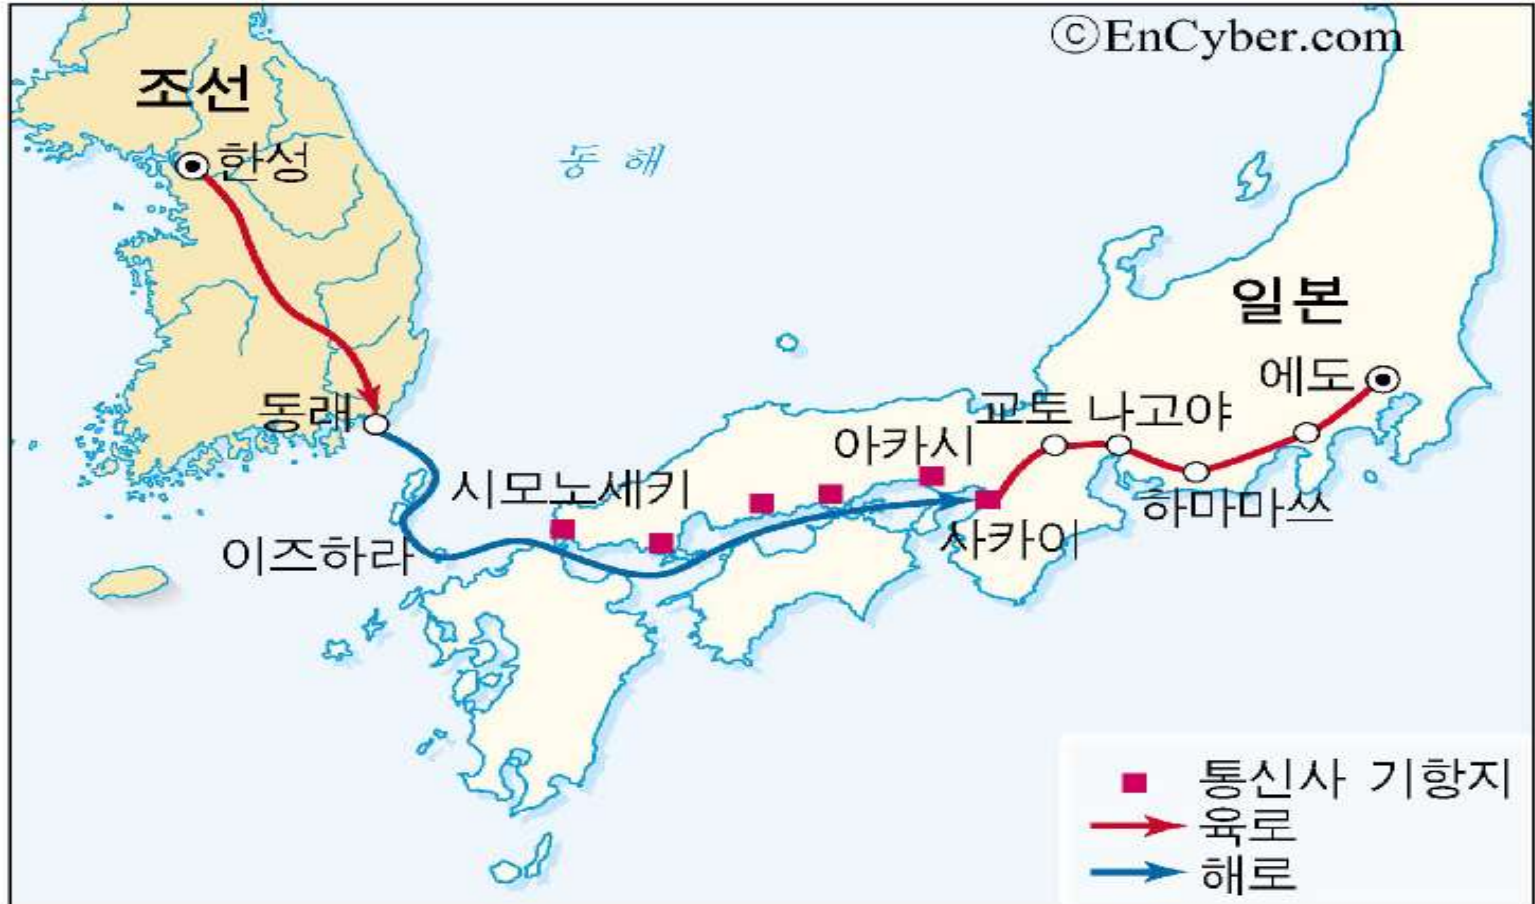 ⓒEnCyber.com
조선
한성
동 해
일본
에도
동래
교토 나고야
아카시
시모노세키
하마마쓰
사카이
이즈하라
통신사 기항지
육로
해로